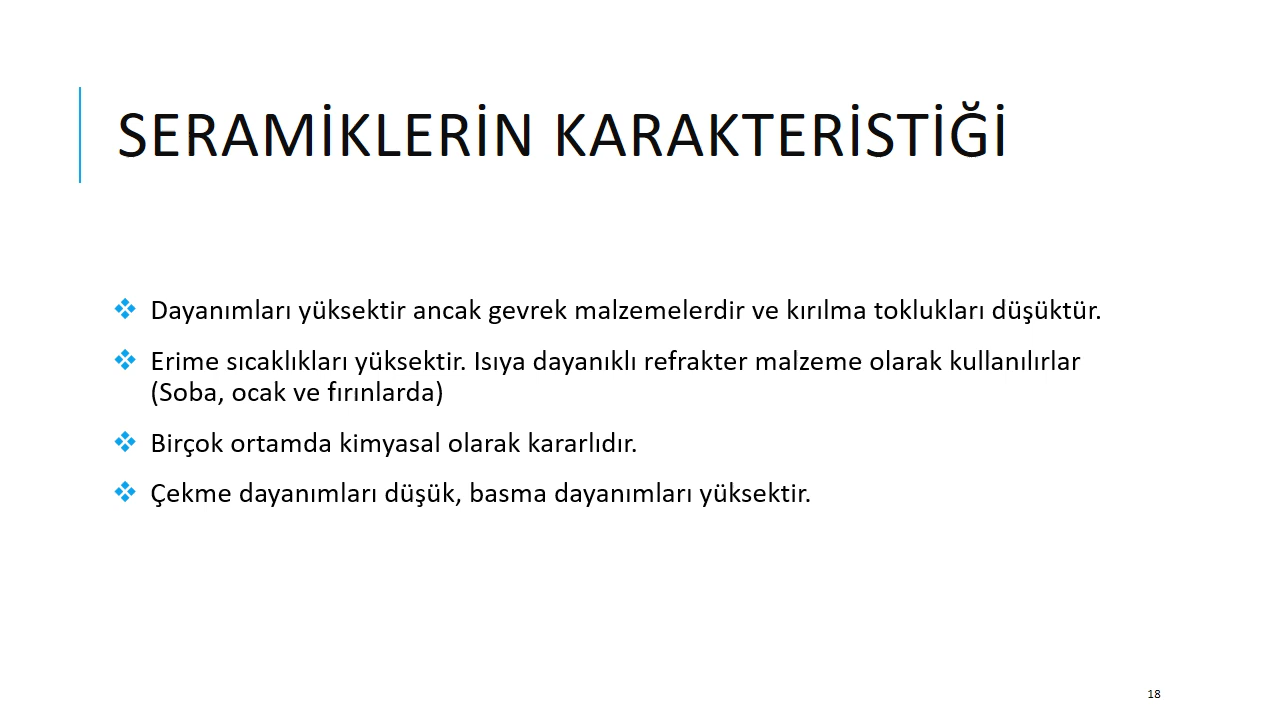 SERAMİKLERİN KARAKTERİSTİĞİ
❖ Dayanımları yüksektir ancak gevrek malzemelerdir ve kırılma toklukları düşüktür.
❖ Erime sıcaklıkları yüksektir. Isıya dayanıklı refrakter malzeme olarak kullanılırlar
(Soba, ocak ve fırınlarda)
❖ Birçok ortamda kimyasal olarak kararlıdır.
❖ Çekme dayanımları düşük, basma dayanımları yüksektir.
18